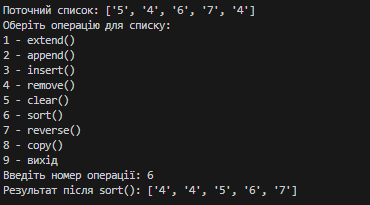 Поточний список: ['5', '4', '6', '7', '4']
Оберіть операцію для списку:
1 - extend()
2 - append()
3 - insert()
4 - remove()
5 - clear()
6 - sort()
7 - reverse()
8 - copy()
9 - вихід
Введіть номер операції: 6
Результат після sort(): ['4', '4', '5', '6', '7']